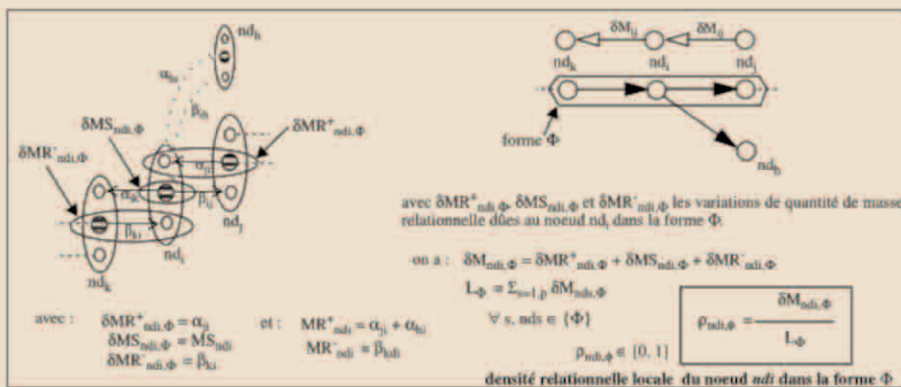 nd_h
α_hi
β_ih
δMS_ndi,Φ
δMR⁻_ndi,Φ
δMR⁺_ndi,Φ
α_ji
α_ik
β_ij
β_ki
nd_j
nd_i
nd_k
avec :
δMR⁺_ndi,Φ = α_ji
δMS_ndi,Φ = MS_ndi
δMR⁻_ndi,Φ = β_ki
et :
MR⁺_ndi = α_ji + α_hi
MR⁻_ndi = β_kdi
δM_ij δM_ij
nd_k nd_i nd_j
forme Φ
nd_h
avec δMR⁺_ndi,Φ, δMS_ndi,Φ et δMR⁻_ndi,Φ les variations de quantité de masse
relationnelle dûes au noeud nd_i dans la forme Φ.
on a : δM_ndi,Φ = δMR⁺_ndi,Φ + δMS_ndi,Φ + δMR⁻_ndi,Φ
L_Φ = Σ_s=1,p δM_nds,Φ
∀ s, nds ∈ {Φ}
ρ_ndi,φ ∈ [0, 1]
ρ_ndi,φ = δM_ndi,Φ / L_Φ
densité relationnelle locale du noeud ndi dans la forme Φ